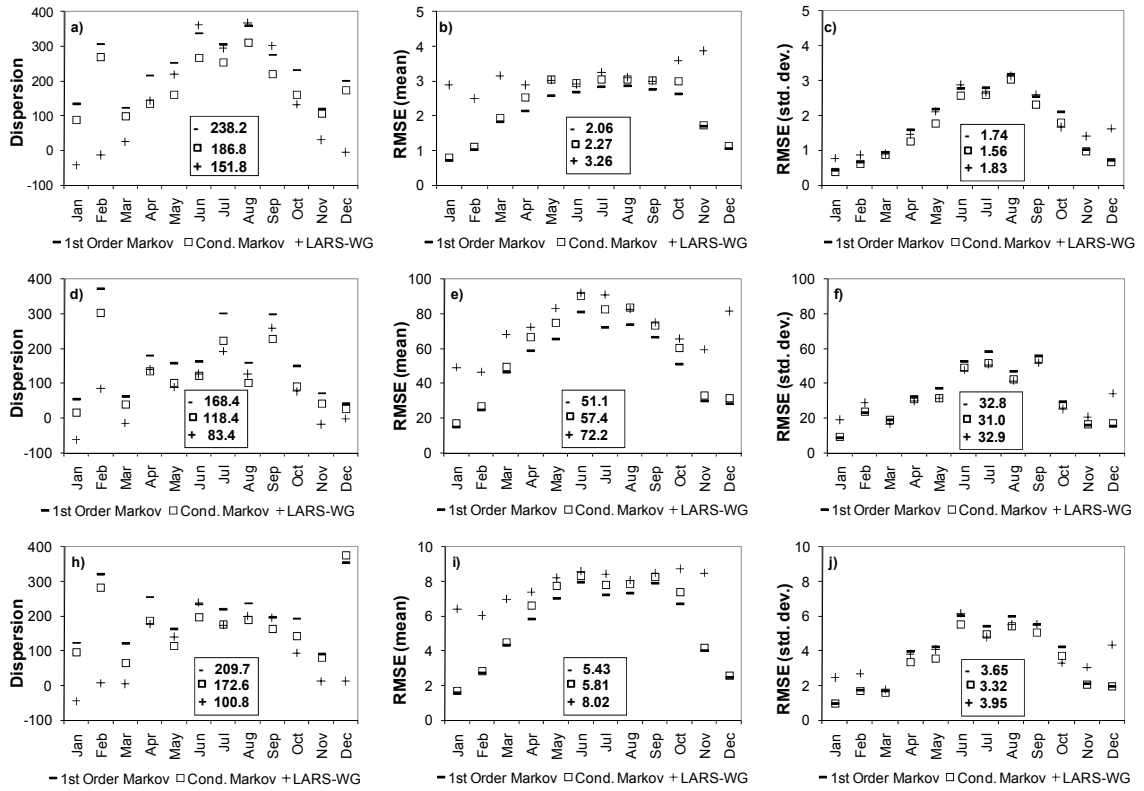 a)
Dispersion
400
300
200
100
0
-100
- 238.2
□ 186.8
+ 151.8
Jan Feb Mar Apr May Jun Jul Aug Sep Oct Nov Dec
1st Order Markov □ Cond. Markov + LARS-WG
b)
RMSE (mean)
5
4
3
2
1
0
- 2.06
□ 2.27
+ 3.26
Jan Feb Mar Apr May Jun Jul Aug Sep Oct Nov Dec
1st Order Markov □ Cond. Markov + LARS-WG
c)
RMSE (std. dev.)
5
4
3
2
1
0
- 1.74
□ 1.56
+ 1.83
Jan Feb Mar Apr May Jun Jul Aug Sep Oct Nov Dec
1st Order Markov □ Cond. Markov + LARS-WG
d)
Dispersion
400
300
200
100
0
-100
- 168.4
□ 118.4
+ 83.4
Jan Feb Mar Apr May Jun Jul Aug Sep Oct Nov Dec
1st Order Markov □ Cond. Markov + LARS-WG
e)
RMSE (mean)
100
80
60
40
20
0
- 51.1
□ 57.4
+ 72.2
Jan Feb Mar Apr May Jun Jul Aug Sep Oct Nov Dec
1st Order Markov □ Cond. Markov + LARS-WG
f)
RMSE (std. dev.)
100
80
60
40
20
0
- 32.8
□ 31.0
+ 32.9
Jan Feb Mar Apr May Jun Jul Aug Sep Oct Nov Dec
1st Order Markov □ Cond. Markov + LARS-WG
h)
Dispersion
400
300
200
100
0
-100
- 209.7
□ 172.6
+ 100.8
Jan Feb Mar Apr May Jun Jul Aug Sep Oct Nov Dec
1st Order Markov □ Cond. Markov + LARS-WG
i)
RMSE (mean)
10
8
6
4
2
0
- 5.43
□ 5.81
+ 8.02
Jan Feb Mar Apr May Jun Jul Aug Sep Oct Nov Dec
1st Order Markov □ Cond. Markov + LARS-WG
j)
RMSE (std. dev.)
10
8
6
4
2
0
- 3.65
□ 3.32
+ 3.95
Jan Feb Mar Apr May Jun Jul Aug Sep Oct Nov Dec
1st Order Markov □ Cond. Markov + LARS-WG